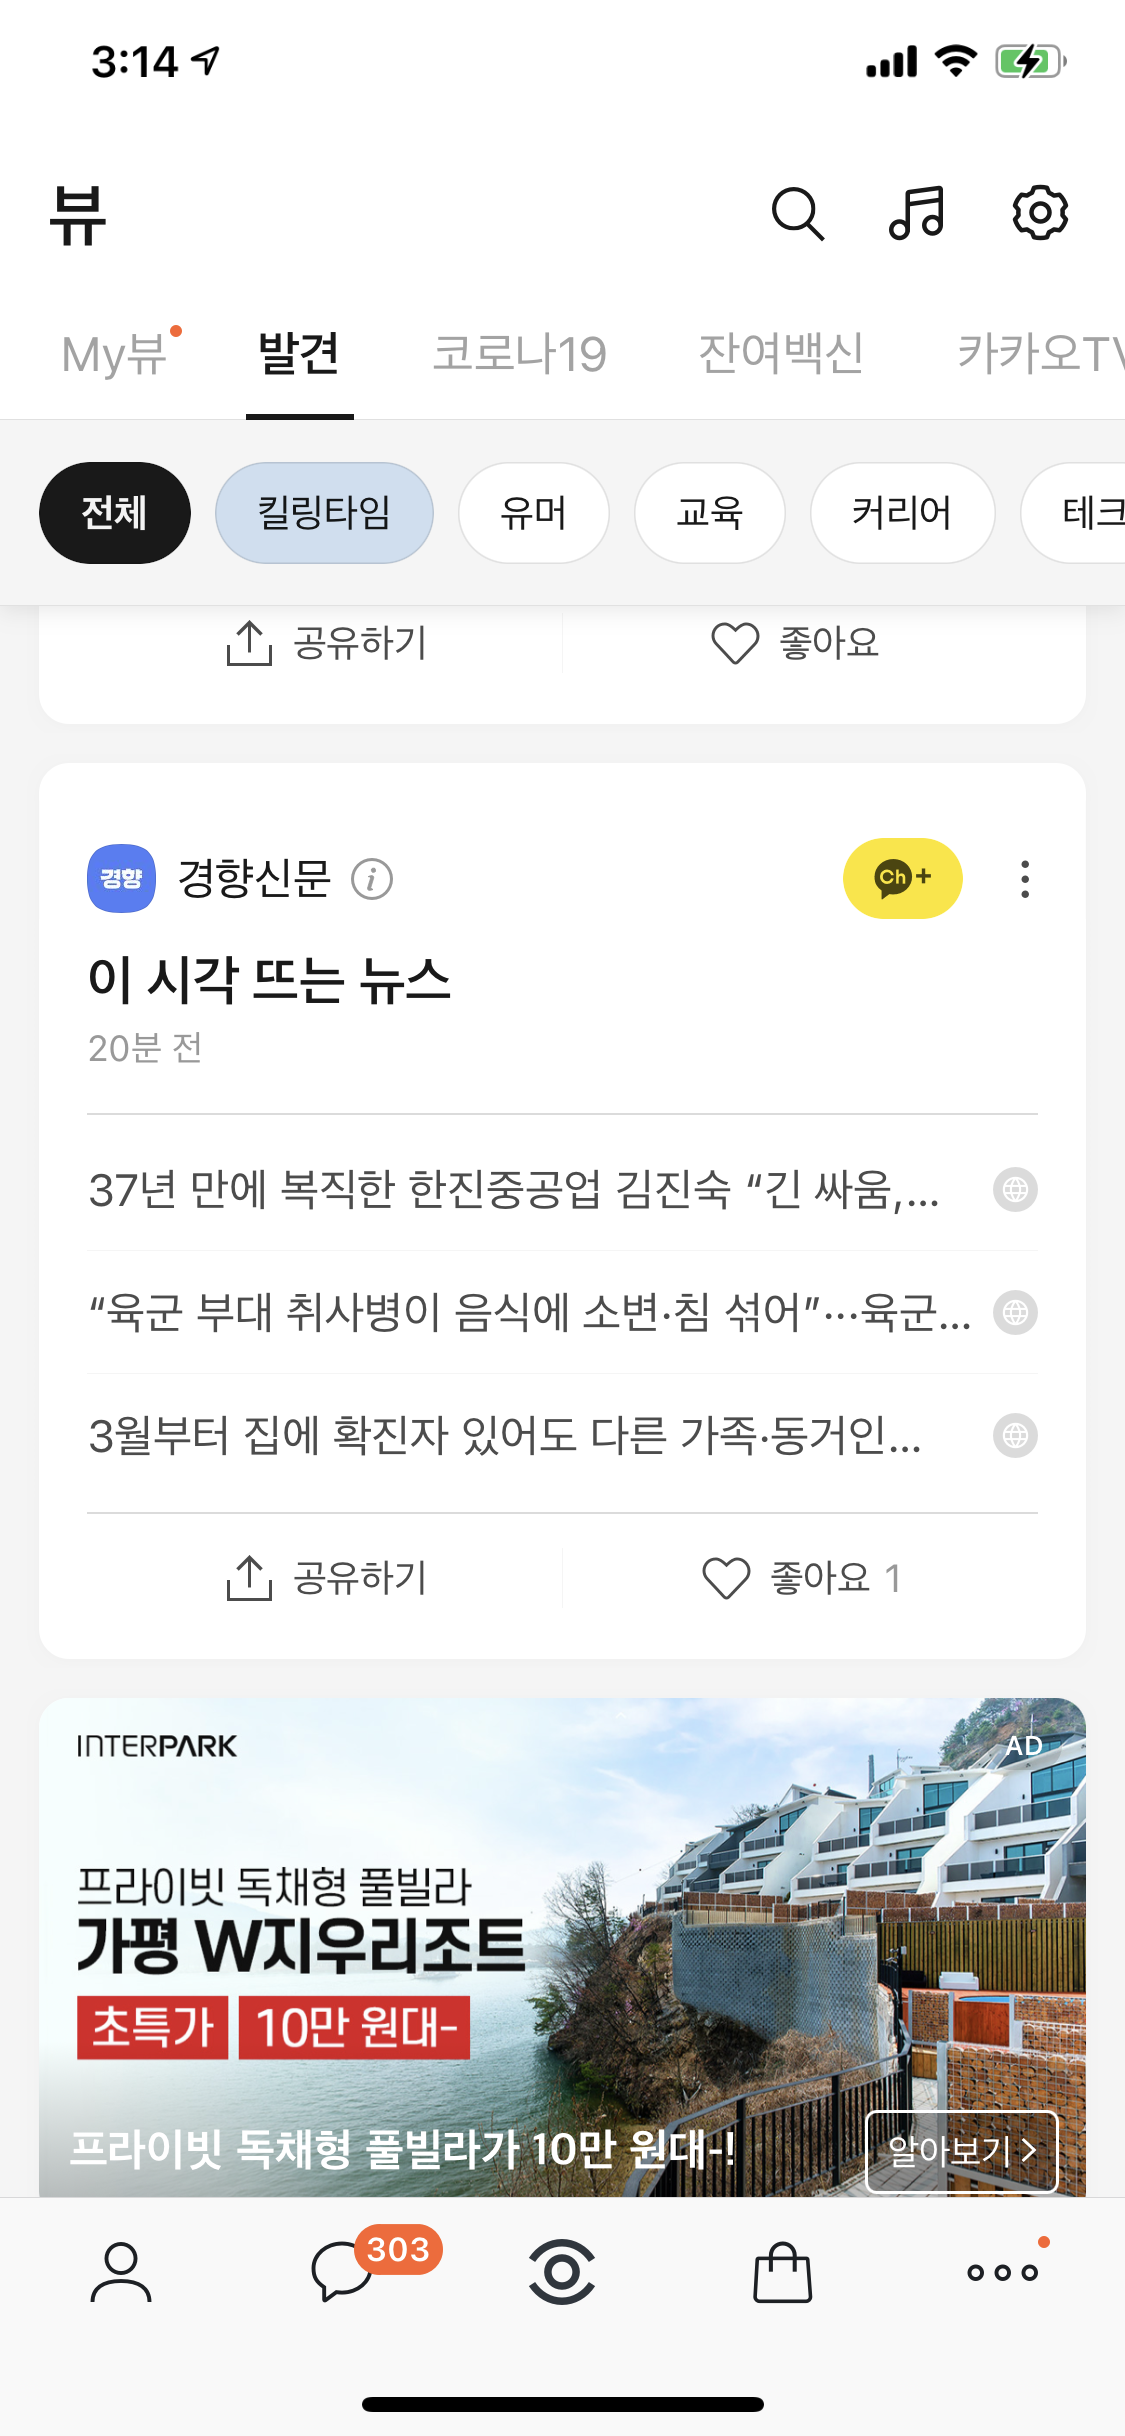 3:14
뷰
My뷰 발견 코로나19 잔여백신 카카오TV
전체 킬링타임 유머 교육 커리어 테크
공유하기 좋아요
경향 경향신문 i Ch+
이 시각 뜨는 뉴스
20분 전
37년 만에 복직한 한진중공업 김진숙 “긴 싸움,...
“육군 부대 취사병이 음식에 소변·침 섞어”···육군...
3월부터 집에 확진자 있어도 다른 가족·동거인...
공유하기 좋아요 1
INTERPARK AD
프라이빗 독채형 풀빌라
가평 W지우리조트
초특가 10만 원대~
프라이빗 독채형 풀빌라가 10만 원대~!
알아보기 >
303